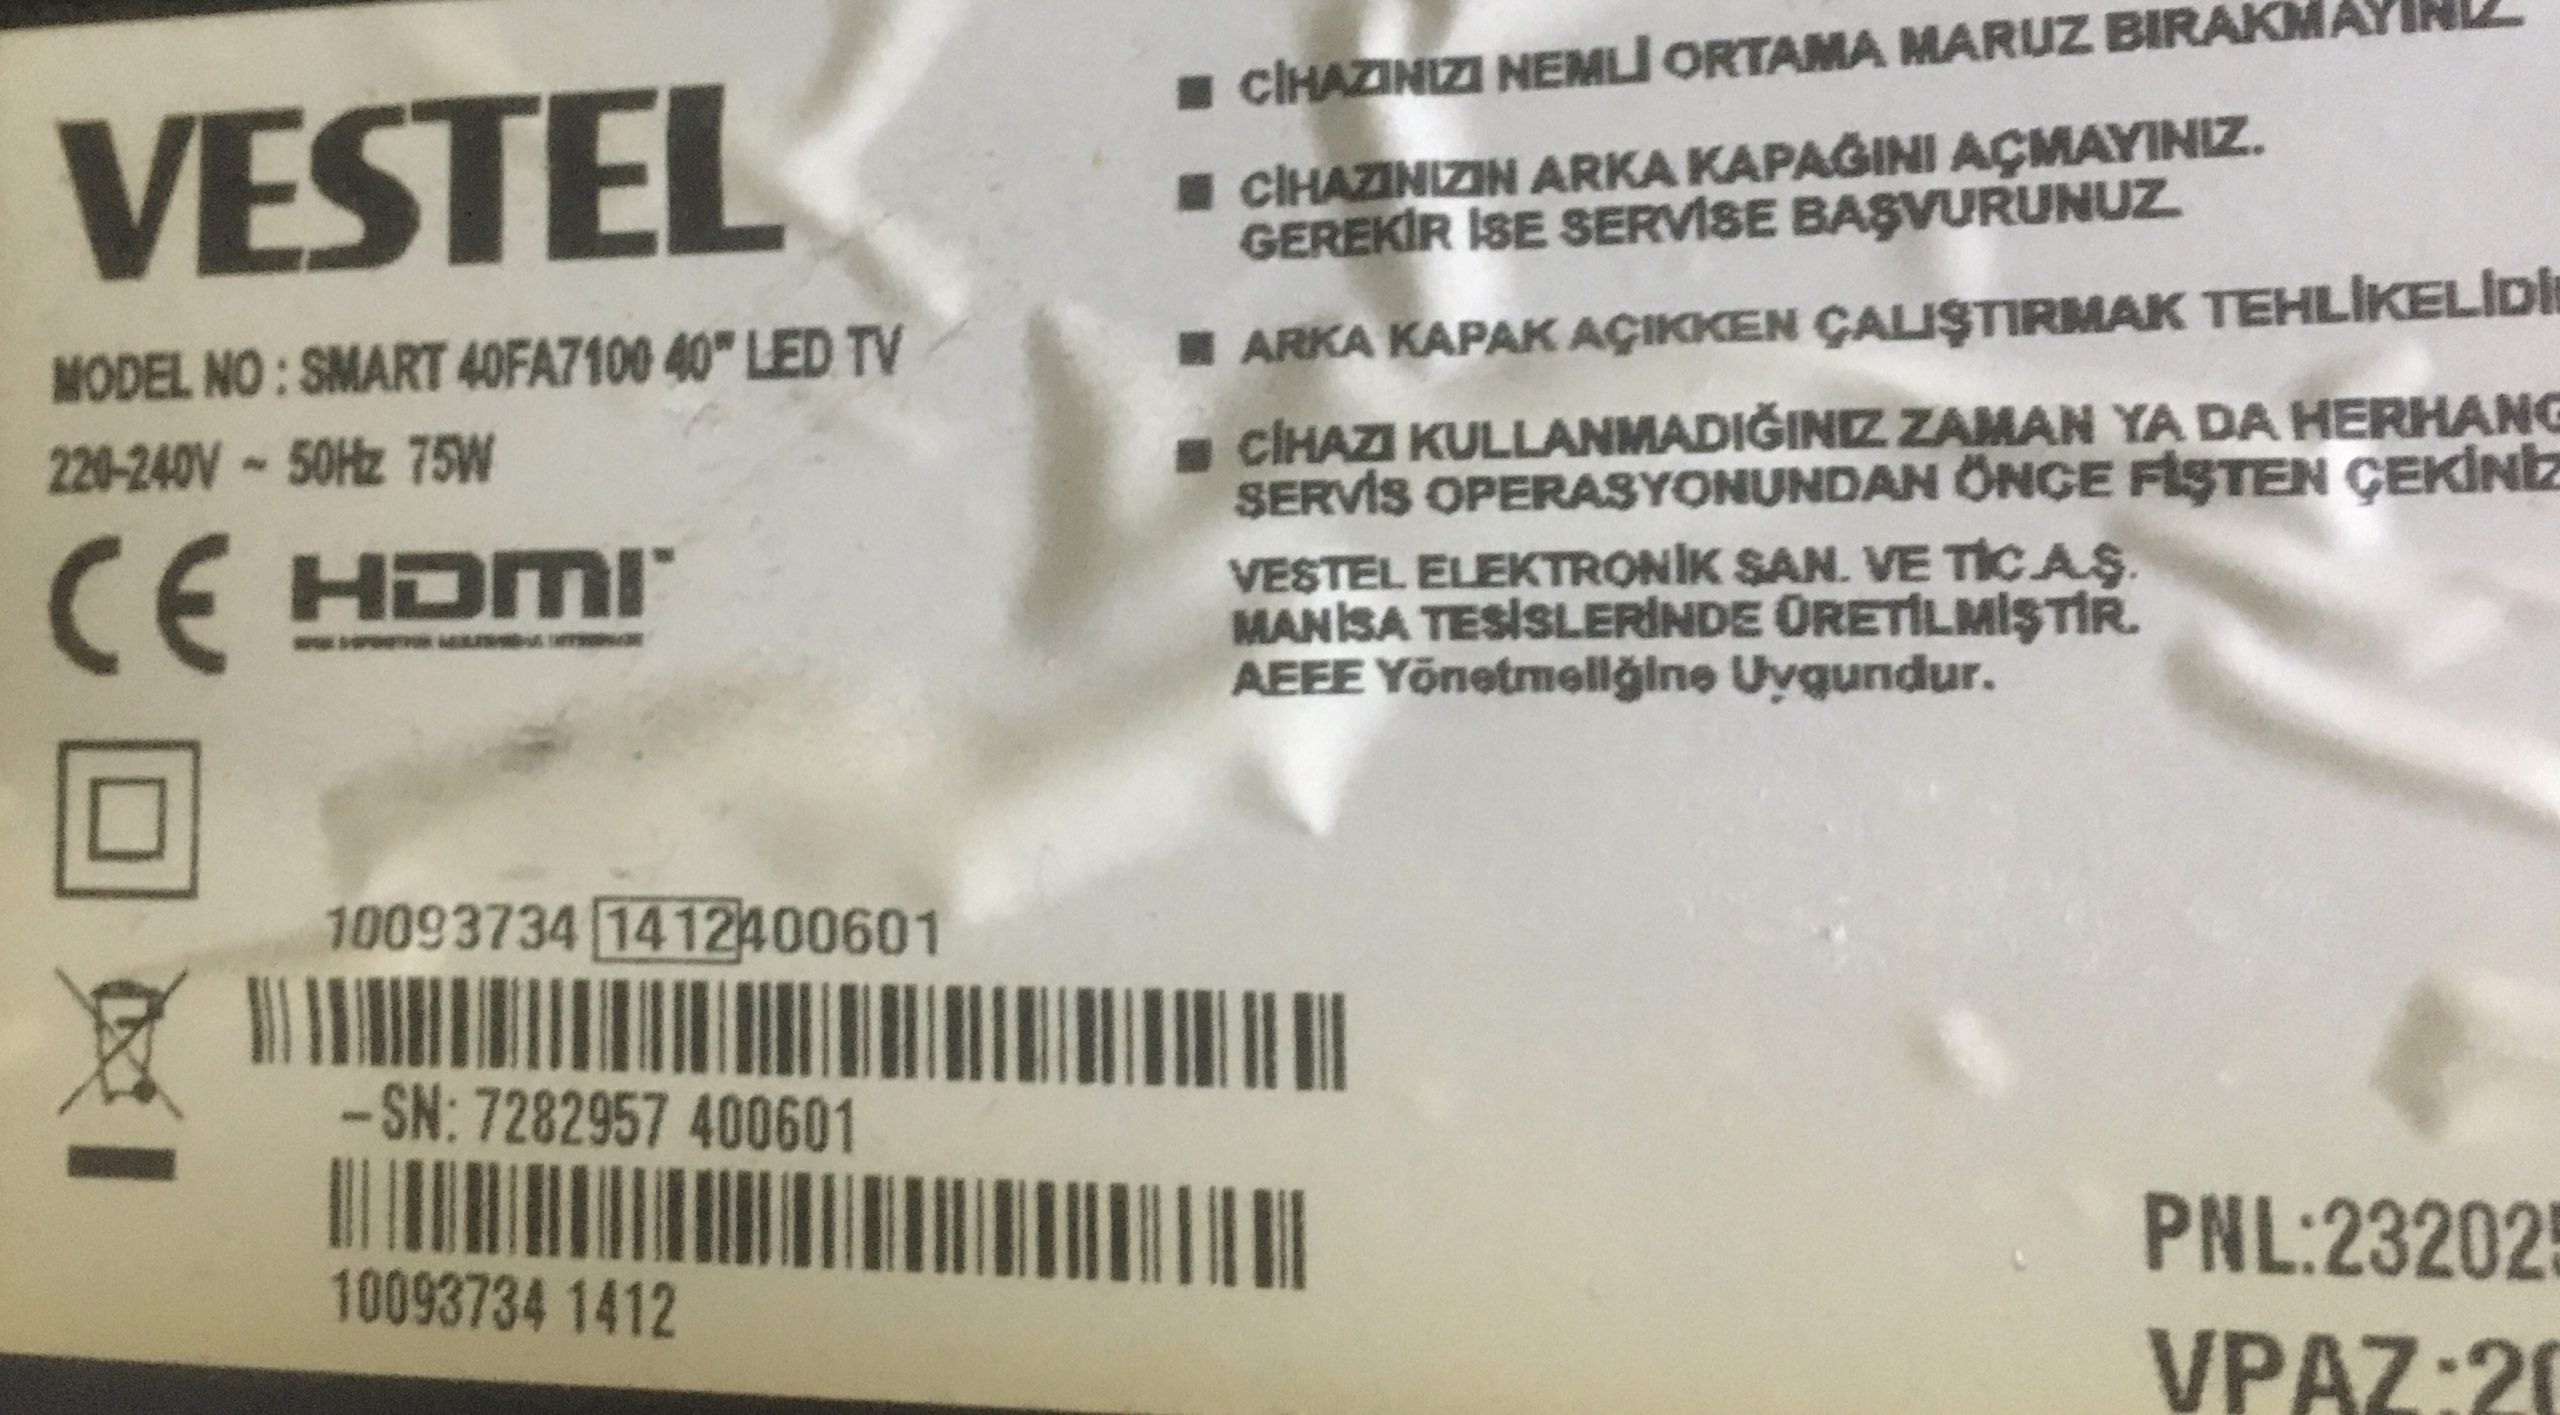 VESTEL
MODEL NO : SMART 40FA7100 40" LED TV
220-240V ~ 50Hz 75W
CE HDMI™
10093734 1412400601
-SN: 7282957 400601
10093734 1412
■ CİHAZINIZI NEMLİ ORTAMA MARUZ BIRAKMAYINIZ
■ CİHAZINIZIN ARKA KAPAĞINI AÇMAYINIZ.
GEREKİR İSE SERVİSE BAŞVURUNUZ.
■ ARKA KAPAK AÇIKKEN ÇALIŞTIRMAK TEHLİKELİDİ
■ CİHAZI KULLANMADIĞINIZ ZAMAN YA DA HERHANG
SERVİS OPERASYONUNDAN ÖNCE FİŞTEN ÇEKİNİZ
VESTEL ELEKTRONİK SAN. VE TİC.A.Ş.
MANİSA TESİSLERİNDE ÜRETİLMİŞTİR.
AEEE Yönetmeliğine Uygundur.
PNL:232025
VPAZ:20